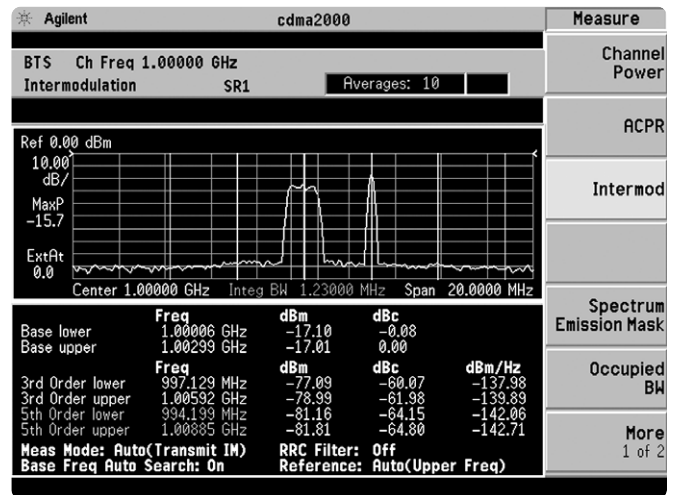 Agilent cdma2000 Measure
BTS Ch Freq 1.00000 GHz
Intermodulation SR1 Averages: 10
Channel Power
ACPR
Intermod
Spectrum Emission Mask
Occupied BW
More
1 of 2
Ref 0.00 dBm
10.00
dB/
MaxP
-15.7
ExtAt
0.0
Center 1.00000 GHz Integ BW 1.23000 MHz Span 20.0000 MHz
Freq dBm dBc
Base lower 1.00006 GHz -17.10 -0.08
Base upper 1.00299 GHz -17.01 0.00
Freq dBm dBc dBm/Hz
3rd Order lower 997.129 MHz -77.09 -60.07 -137.98
3rd Order upper 1.00592 GHz -78.99 -61.98 -139.89
5th Order lower 994.199 MHz -81.16 -64.15 -142.06
5th Order upper 1.00885 GHz -81.81 -64.80 -142.71
Meas Mode: Auto(Transmit IM) RRC Filter: Off
Base Freq Auto Search: On Reference: Auto(Upper Freq)